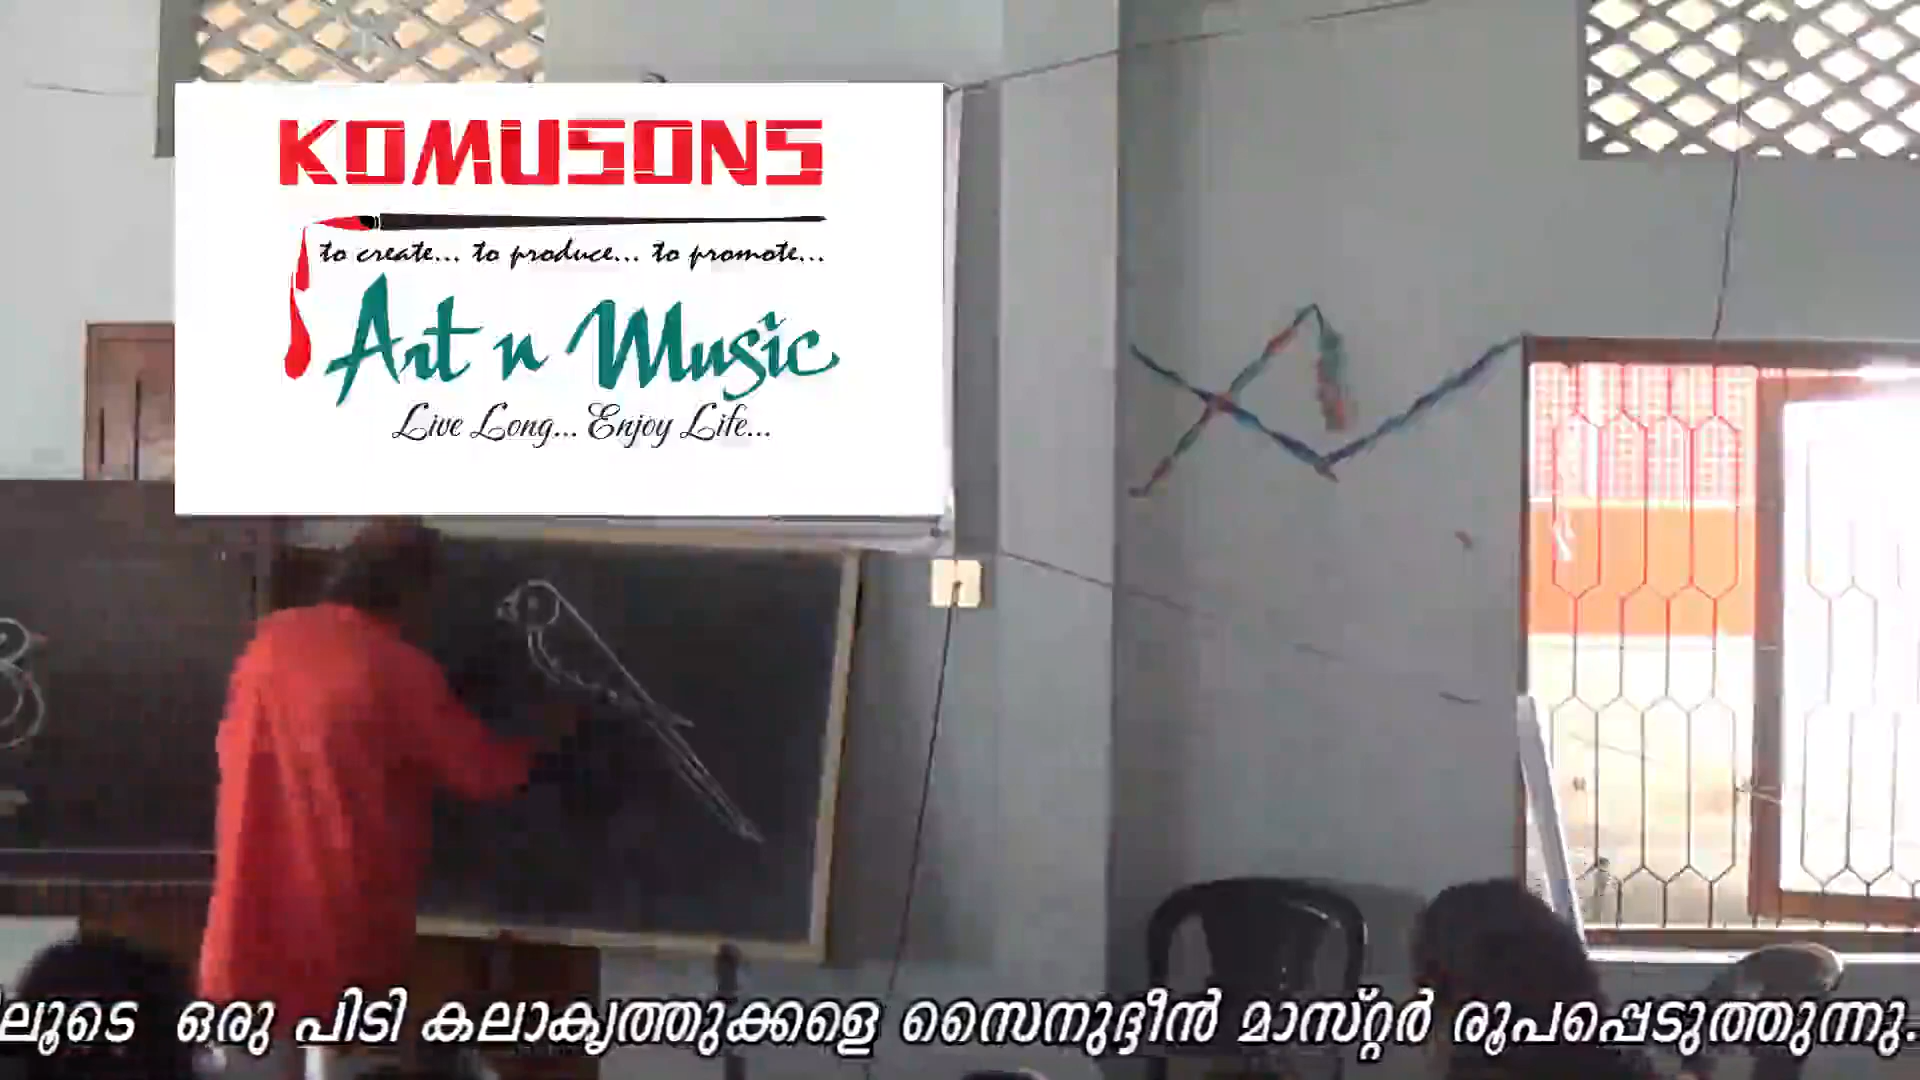 KOMUSONS
to create... to produce... to promote...
Art n Music
Live Long... Enjoy Life...
ഒരു പിടി കലാകൃത്തുക്കളെ സൈനുദ്ദീൻ മാസ്റ്റർ രൂപപ്പെടുത്തുന്നു.